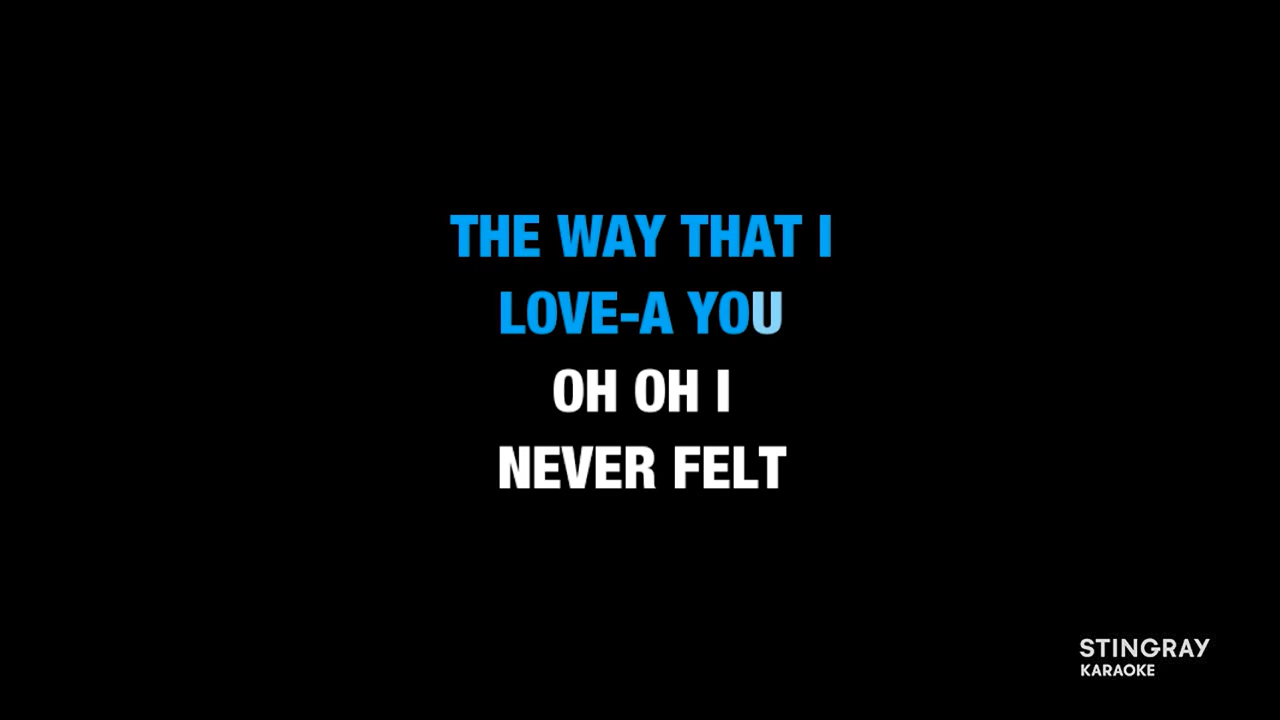 THE WAY THAT I
LOVE-A YOU
OH OH I
NEVER FELT
STINGRAY
KARAOKE